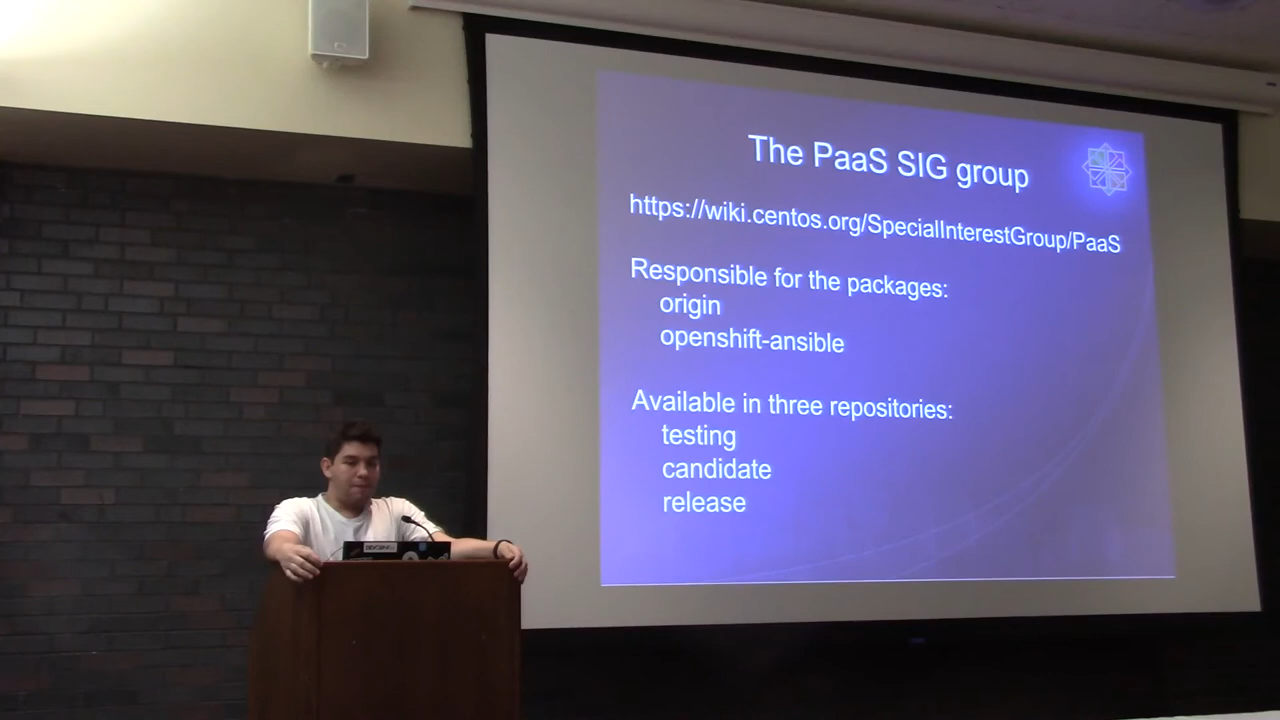 The PaaS SIG group
https://wiki.centos.org/SpecialInterestGroup/PaaS
Responsible for the packages:
origin
openshift-ansible
Available in three repositories:
testing
candidate
release